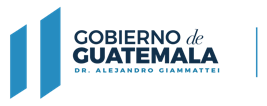 GOBIERNO de
GUATEMALA
DR. ALEJANDRO GIAMMATTEI